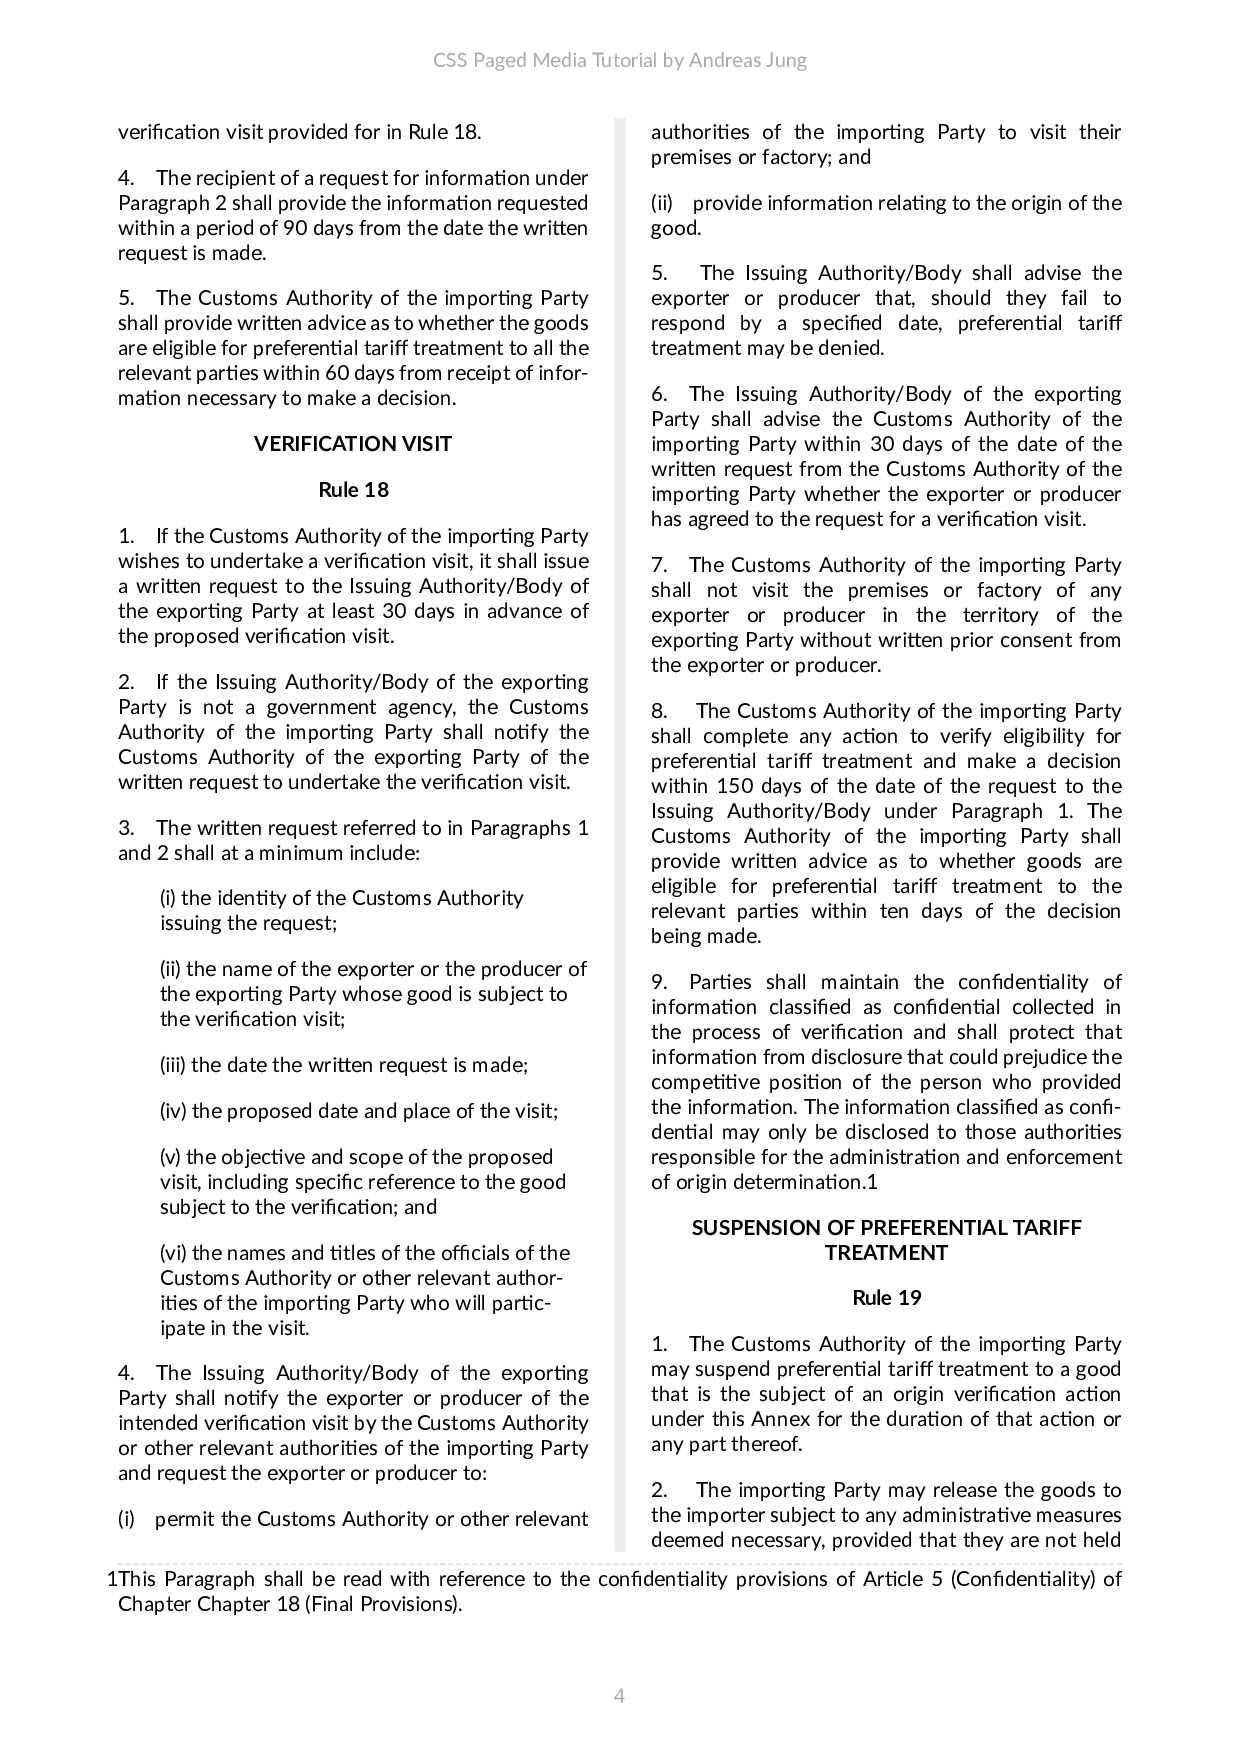 CSS Paged Media Tutorial by Andreas Jung
verification visit provided for in Rule 18.
4. The recipient of a request for information under
Paragraph 2 shall provide the information requested
within a period of 90 days from the date the written
request is made.
5. The Customs Authority of the importing Party
shall provide written advice as to whether the goods
are eligible for preferential tariff treatment to all the
relevant parties within 60 days from receipt of infor-
mation necessary to make a decision.
VERIFICATION VISIT
Rule 18
1. If the Customs Authority of the importing Party
wishes to undertake a verification visit, it shall issue
a written request to the Issuing Authority/Body of
the exporting Party at least 30 days in advance of
the proposed verification visit.
2. If the Issuing Authority/Body of the exporting
Party is not a government agency, the Customs
Authority of the importing Party shall notify the
Customs Authority of the exporting Party of the
written request to undertake the verification visit.
3. The written request referred to in Paragraphs 1
and 2 shall at a minimum include:
(i) the identity of the Customs Authority
issuing the request;
(ii) the name of the exporter or the producer of
the exporting Party whose good is subject to
the verification visit;
(iii) the date the written request is made;
(iv) the proposed date and place of the visit;
(v) the objective and scope of the proposed
visit, including specific reference to the good
subject to the verification; and
(vi) the names and titles of the officials of the
Customs Authority or other relevant author-
ities of the importing Party who will partic-
ipate in the visit.
4. The Issuing Authority/Body of the exporting
Party shall notify the exporter or producer of the
intended verification visit by the Customs Authority
or other relevant authorities of the importing Party
and request the exporter or producer to:
(i) permit the Customs Authority or other relevant
authorities of the importing Party to visit their
premises or factory; and
(ii) provide information relating to the origin of the
good.
5. The Issuing Authority/Body shall advise the
exporter or producer that, should they fail to
respond by a specified date, preferential tariff
treatment may be denied.
6. The Issuing Authority/Body of the exporting
Party shall advise the Customs Authority of the
importing Party within 30 days of the date of the
written request from the Customs Authority of the
importing Party whether the exporter or producer
has agreed to the request for a verification visit.
7. The Customs Authority of the importing Party
shall not visit the premises or factory of any
exporter or producer in the territory of the
exporting Party without written prior consent from
the exporter or producer.
8. The Customs Authority of the importing Party
shall complete any action to verify eligibility for
preferential tariff treatment and make a decision
within 150 days of the date of the request to the
Issuing Authority/Body under Paragraph 1. The
Customs Authority of the importing Party shall
provide written advice as to whether goods are
eligible for preferential tariff treatment to the
relevant parties within ten days of the decision
being made.
9. Parties shall maintain the confidentiality of
information classified as confidential collected in
the process of verification and shall protect that
information from disclosure that could prejudice the
competitive position of the person who provided
the information. The information classified as confi-
dential may only be disclosed to those authorities
responsible for the administration and enforcement
of origin determination.1
SUSPENSION OF PREFERENTIAL TARIFF
TREATMENT
Rule 19
1. The Customs Authority of the importing Party
may suspend preferential tariff treatment to a good
that is the subject of an origin verification action
under this Annex for the duration of that action or
any part thereof.
2. The importing Party may release the goods to
the importer subject to any administrative measures
deemed necessary, provided that they are not held
1This Paragraph shall be read with reference to the confidentiality provisions of Article 5 (Confidentiality) of
Chapter Chapter 18 (Final Provisions).
4